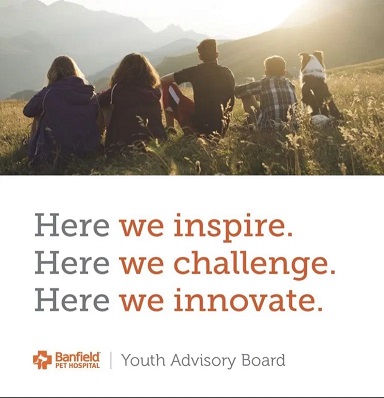 Here we inspire.
Here we challenge.
Here we innovate.
Banfield®
PET HOSPITAL
Youth Advisory Board